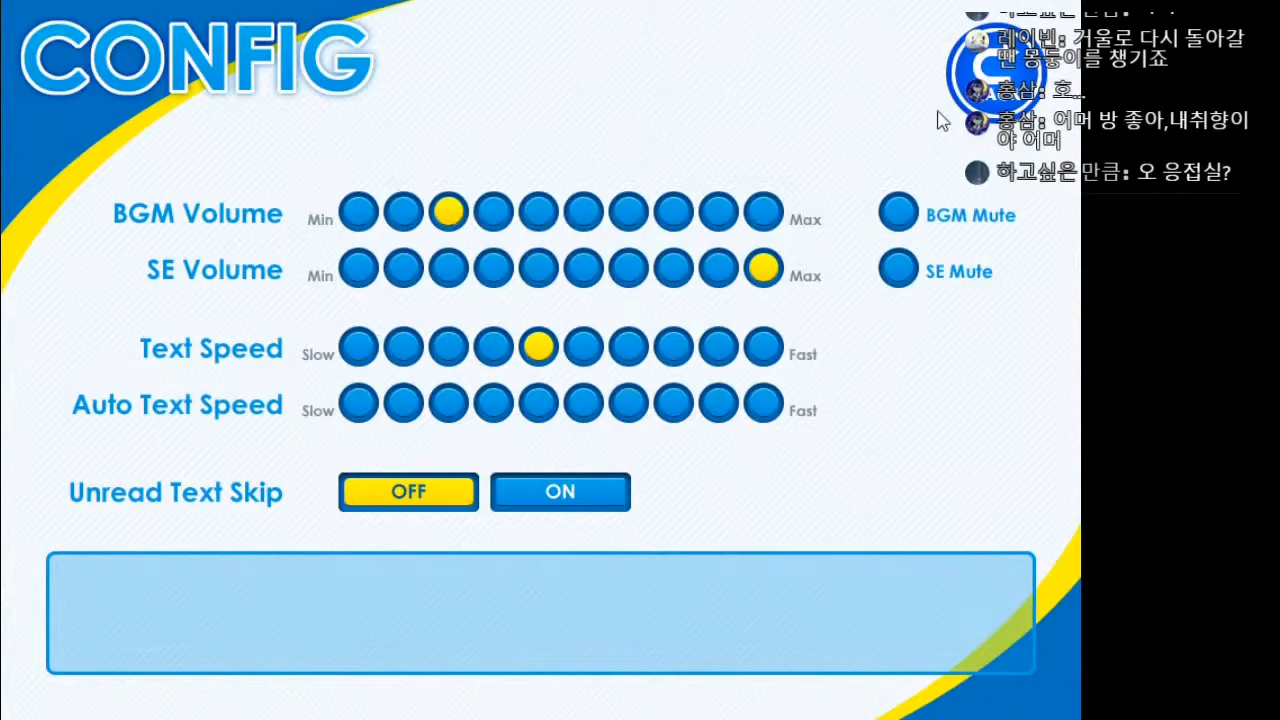 CONFIG
레이빈: 거울로 다시 돌아갈
땐 몽둥이를 챙기죠
홍삼: 호...
홍삼: 어머 방 좋아,내취향이
야 어머
하고싶은 만큼: 오 응접실?
BGM Volume Min Max BGM Mute
SE Volume Min Max SE Mute
Text Speed Slow Fast
Auto Text Speed Slow Fast
Unread Text Skip OFF ON